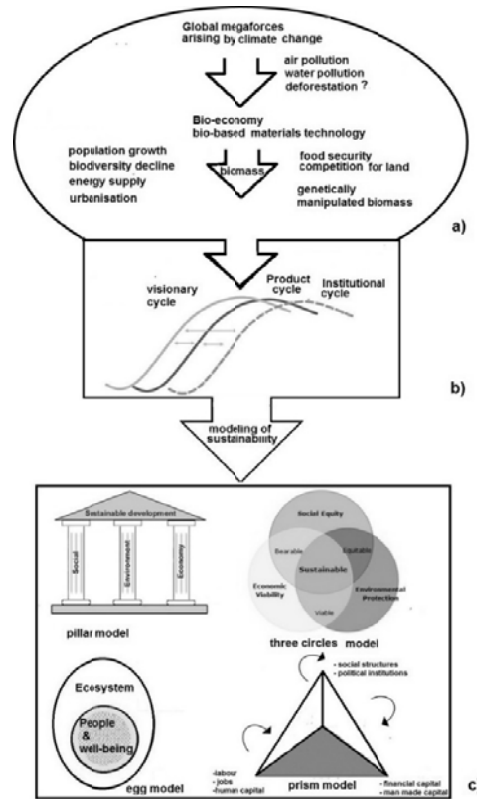 Global megaforces
arising by climate change
air pollution
water pollution
deforestation ?
Bio-economy
bio-based materials technology
population growth
biodiversity decline
energy supply
urbanisation
biomass
food security
competition for land
genetically
manipulated biomass
a)
visionary
cycle
Product
cycle
Institutional
cycle
b)
modeling of
sustainability
Sustainable development
Social
Environment
Economy
pillar model
Social Equity
Bearable
Equitable
Sustainable
Economic
Viability
Environmental
Protection
Viable
three circles model
Ecosystem
People
&
well-being
egg model
- social structures
- political institutions
-labour
- jobs
-human capital
prism model
- financial capital
- man made capital
c